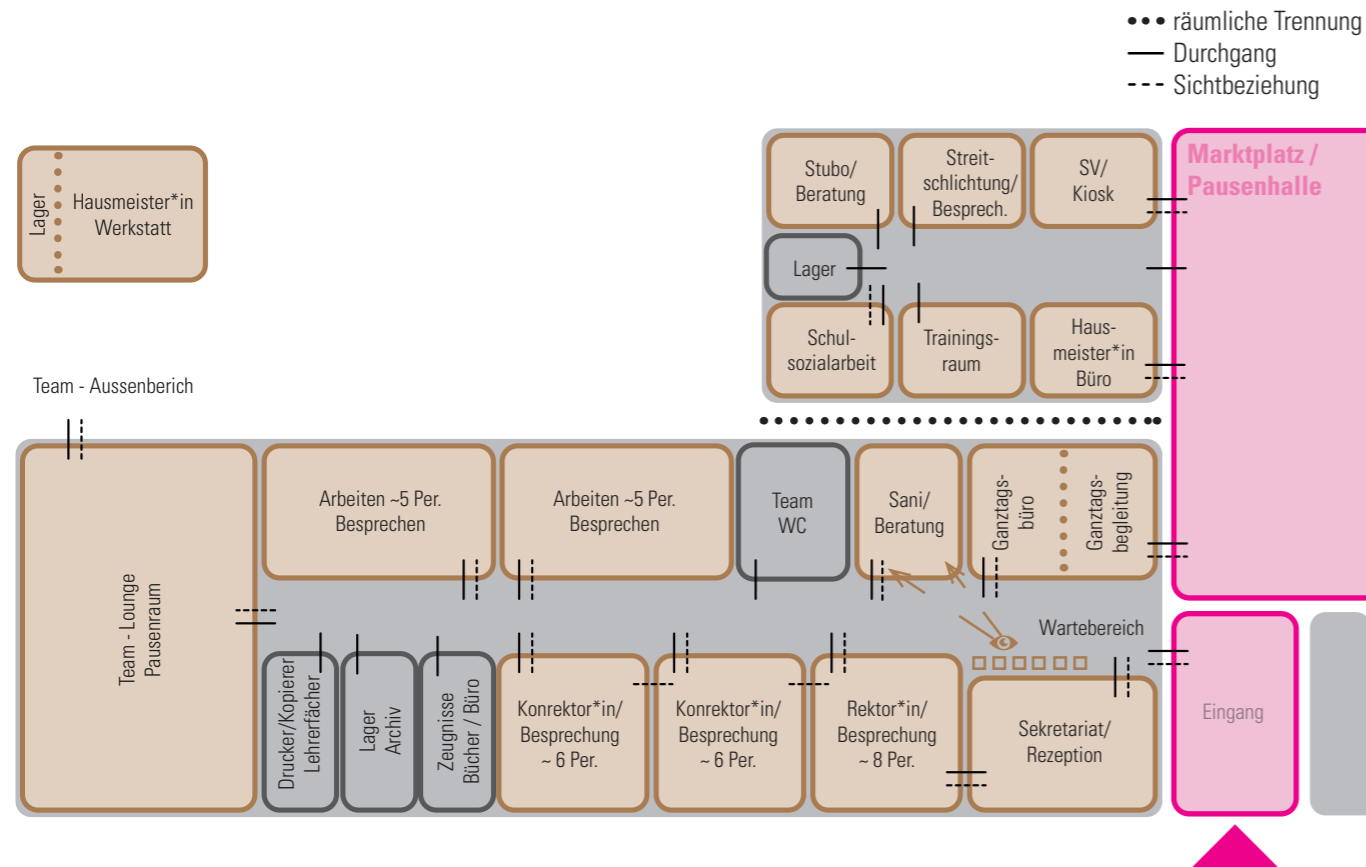 räumliche Trennung
Durchgang
Sichtbeziehung
Lager
Hausmeister*in
Werkstatt
Stubo/
Beratung
Streit-
schlichtung/
Besprech.
SV/
Kiosk
Marktplatz /
Pausenhalle
Lager
Schul-
sozialarbeit
Trainings-
raum
Haus-
meister*in
Büro
Team - Aussenberich
Team - Lounge
Pausenraum
Arbeiten ~5 Per.
Besprechen
Arbeiten ~5 Per.
Besprechen
Team
WC
Sani/
Beratung
Ganztags-
büro
Ganztags-
begleitung
Wartebereich
Drucker/Kopierer
Lehrerfächer
Lager
Archiv
Zeugnisse
Bücher / Büro
Konrektor*in/
Besprechung
~ 6 Per.
Konrektor*in/
Besprechung
~ 6 Per.
Rektor*in/
Besprechung
~ 8 Per.
Sekretariat/
Rezeption
Eingang